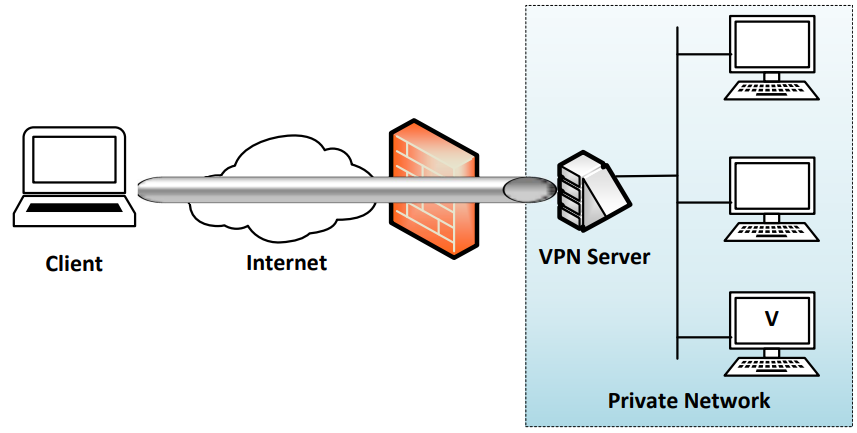 Client
Internet
VPN Server
V
Private Network